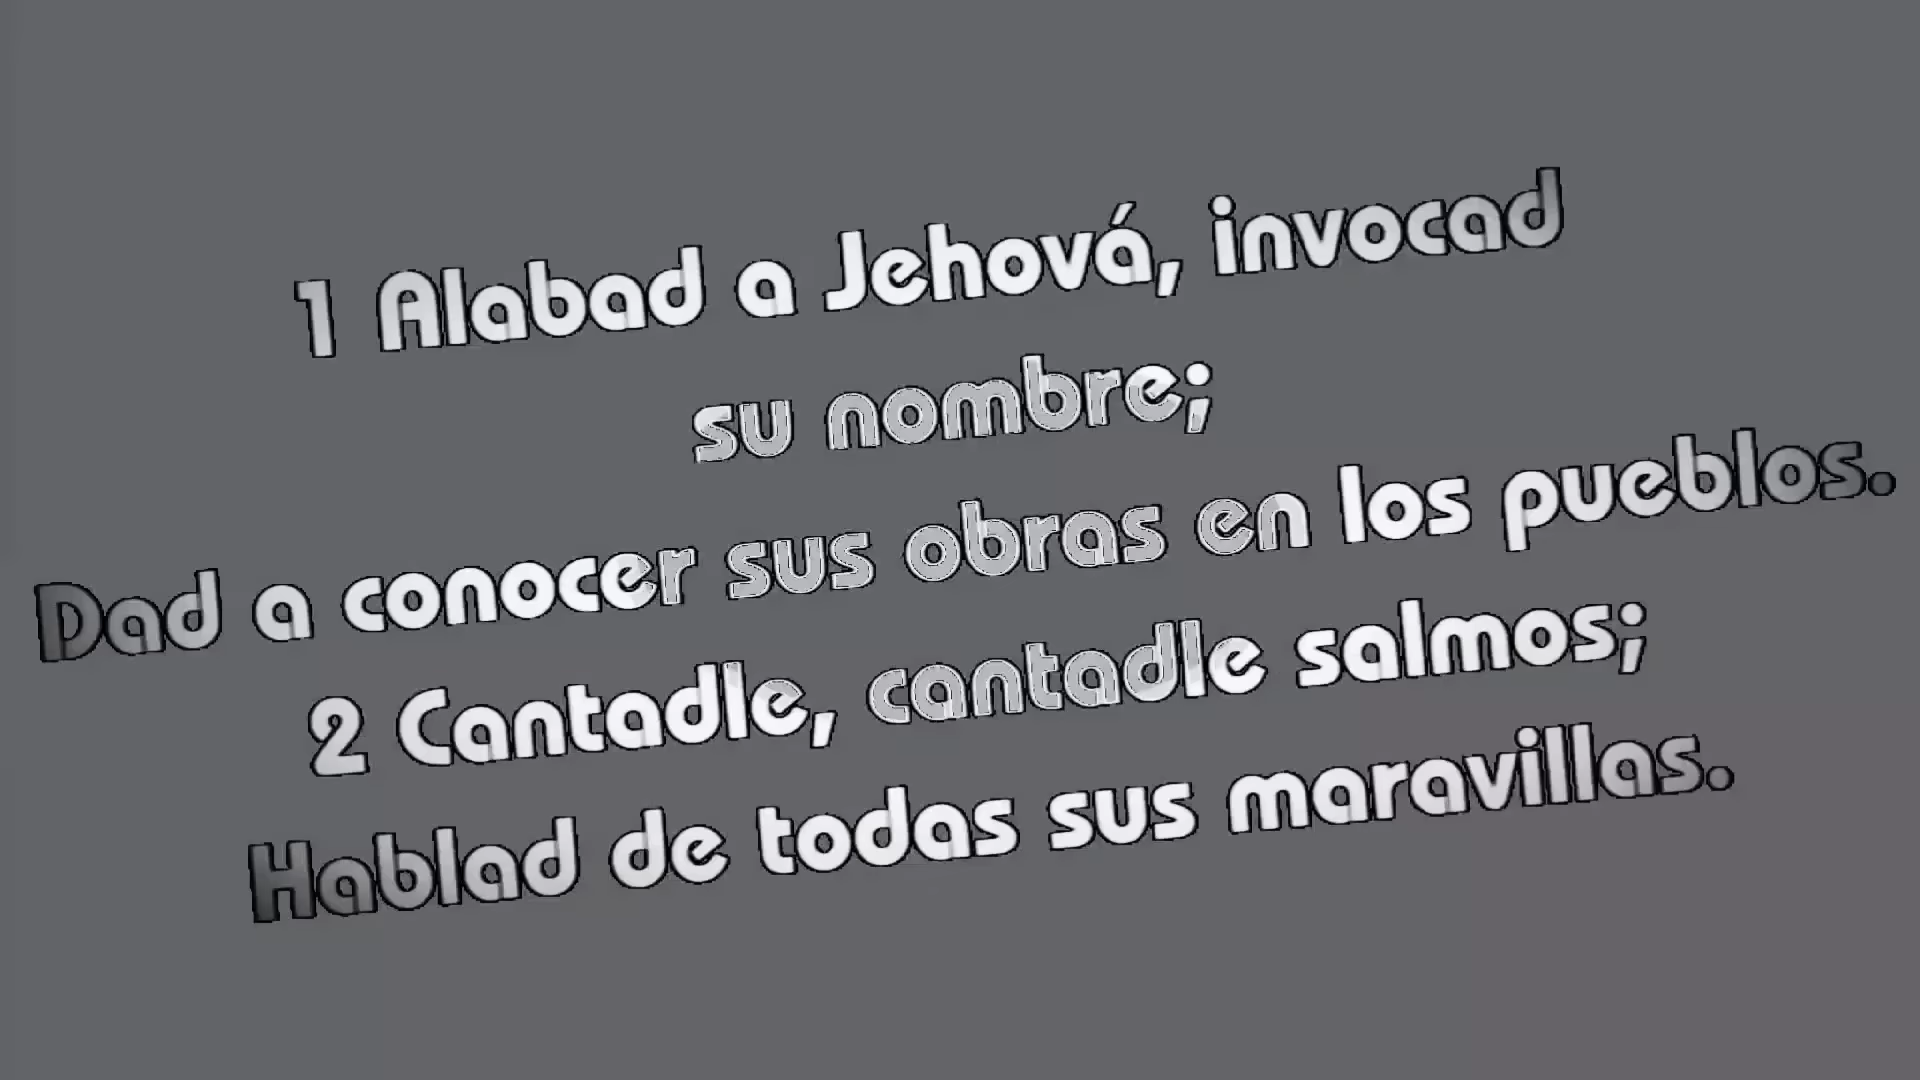 1 Alabad a Jehová, invocad
su nombre;
Dad a conocer sus obras en los pueblos.
2 Cantadle, cantadle salmos;
Hablad de todas sus maravillas.